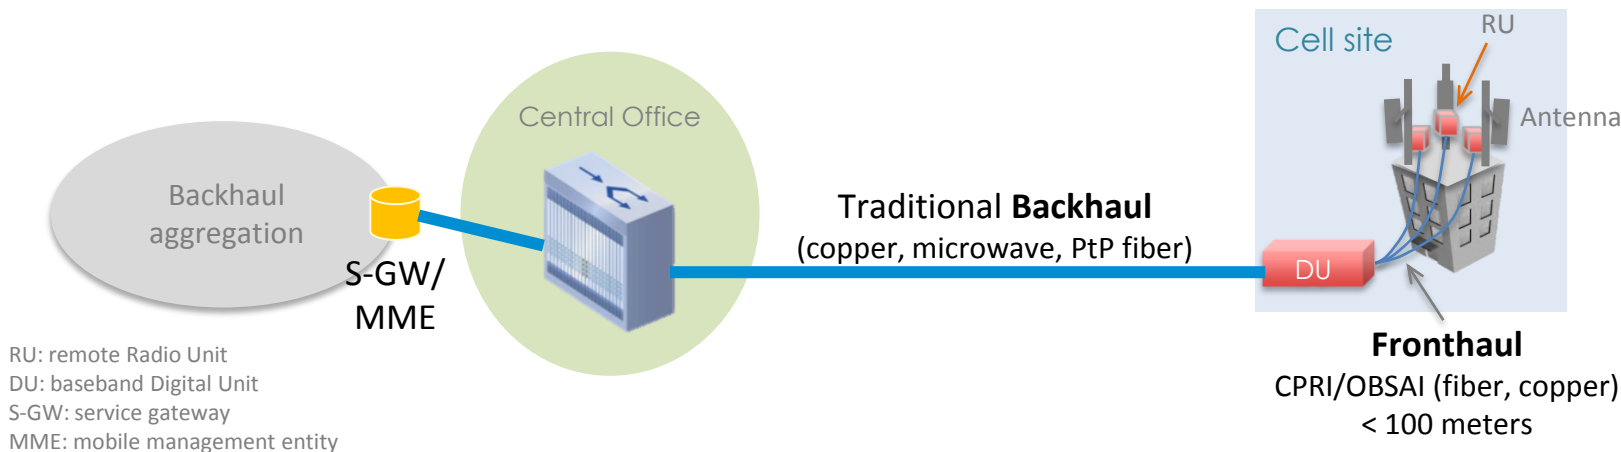 RU
Cell site
Antenna
Central Office
Backhaul
aggregation
Traditional Backhaul
(copper, microwave, PtP fiber)
S-GW/
MME
DU
Fronthaul
CPRI/OBSAI (fiber, copper)
< 100 meters
RU: remote Radio Unit
DU: baseband Digital Unit
S-GW: service gateway
MME: mobile management entity